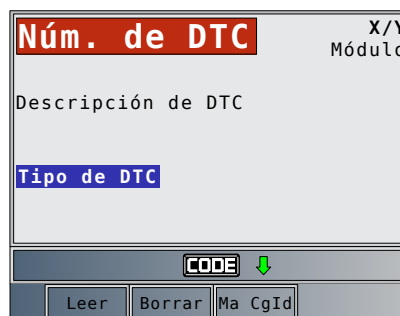 Núm. de DTC X/Y
Módulo
Descripción de DTC
Tipo de DTC
CODE
Leer Borrar Ma CgId